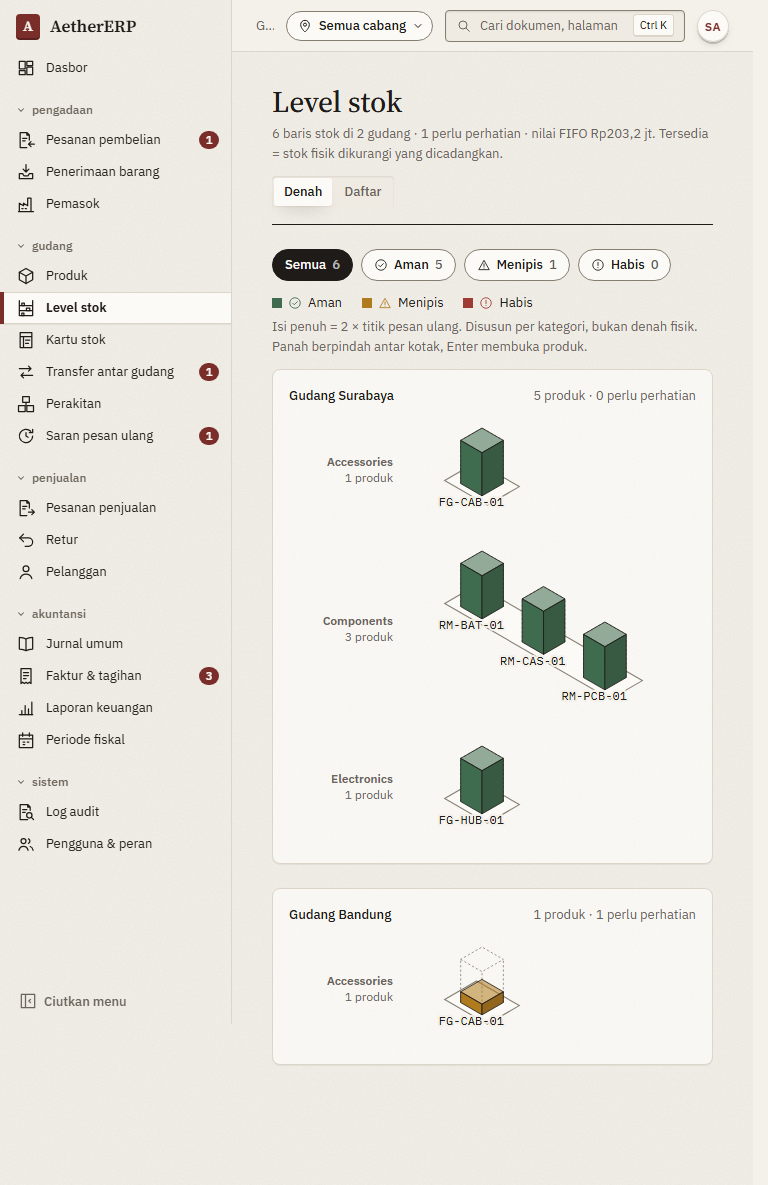 A AetherERP
Dasbor
pengadaan
Pesanan pembelian 1
Penerimaan barang
Pemasok
gudang
Produk
Level stok
Kartu stok
Transfer antar gudang 1
Perakitan
Saran pesan ulang 1
penjualan
Pesanan penjualan
Retur
Pelanggan
akuntansi
Jurnal umum
Faktur & tagihan 3
Laporan keuangan
Periode fiskal
sistem
Log audit
Pengguna & peran
Ciutkan menu
G... Semua cabang Cari dokumen, halaman Ctrl K SA
Level stok
6 baris stok di 2 gudang · 1 perlu perhatian · nilai FIFO Rp203,2 jt. Tersedia
= stok fisik dikurangi yang dicadangkan.
Denah Daftar
Semua 6 Aman 5 Menipis 1 Habis 0
Aman Menipis Habis
Isi penuh = 2 × titik pesan ulang. Disusun per kategori, bukan denah fisik.
Panah berpindah antar kotak, Enter membuka produk.
Gudang Surabaya 5 produk · 0 perlu perhatian
Accessories
1 produk
FG-CAB-01
Components
3 produk
RM-BAT-01
RM-CAS-01
RM-PCB-01
Electronics
1 produk
FG-HUB-01
Gudang Bandung 1 produk · 1 perlu perhatian
Accessories
1 produk
FG-CAB-01